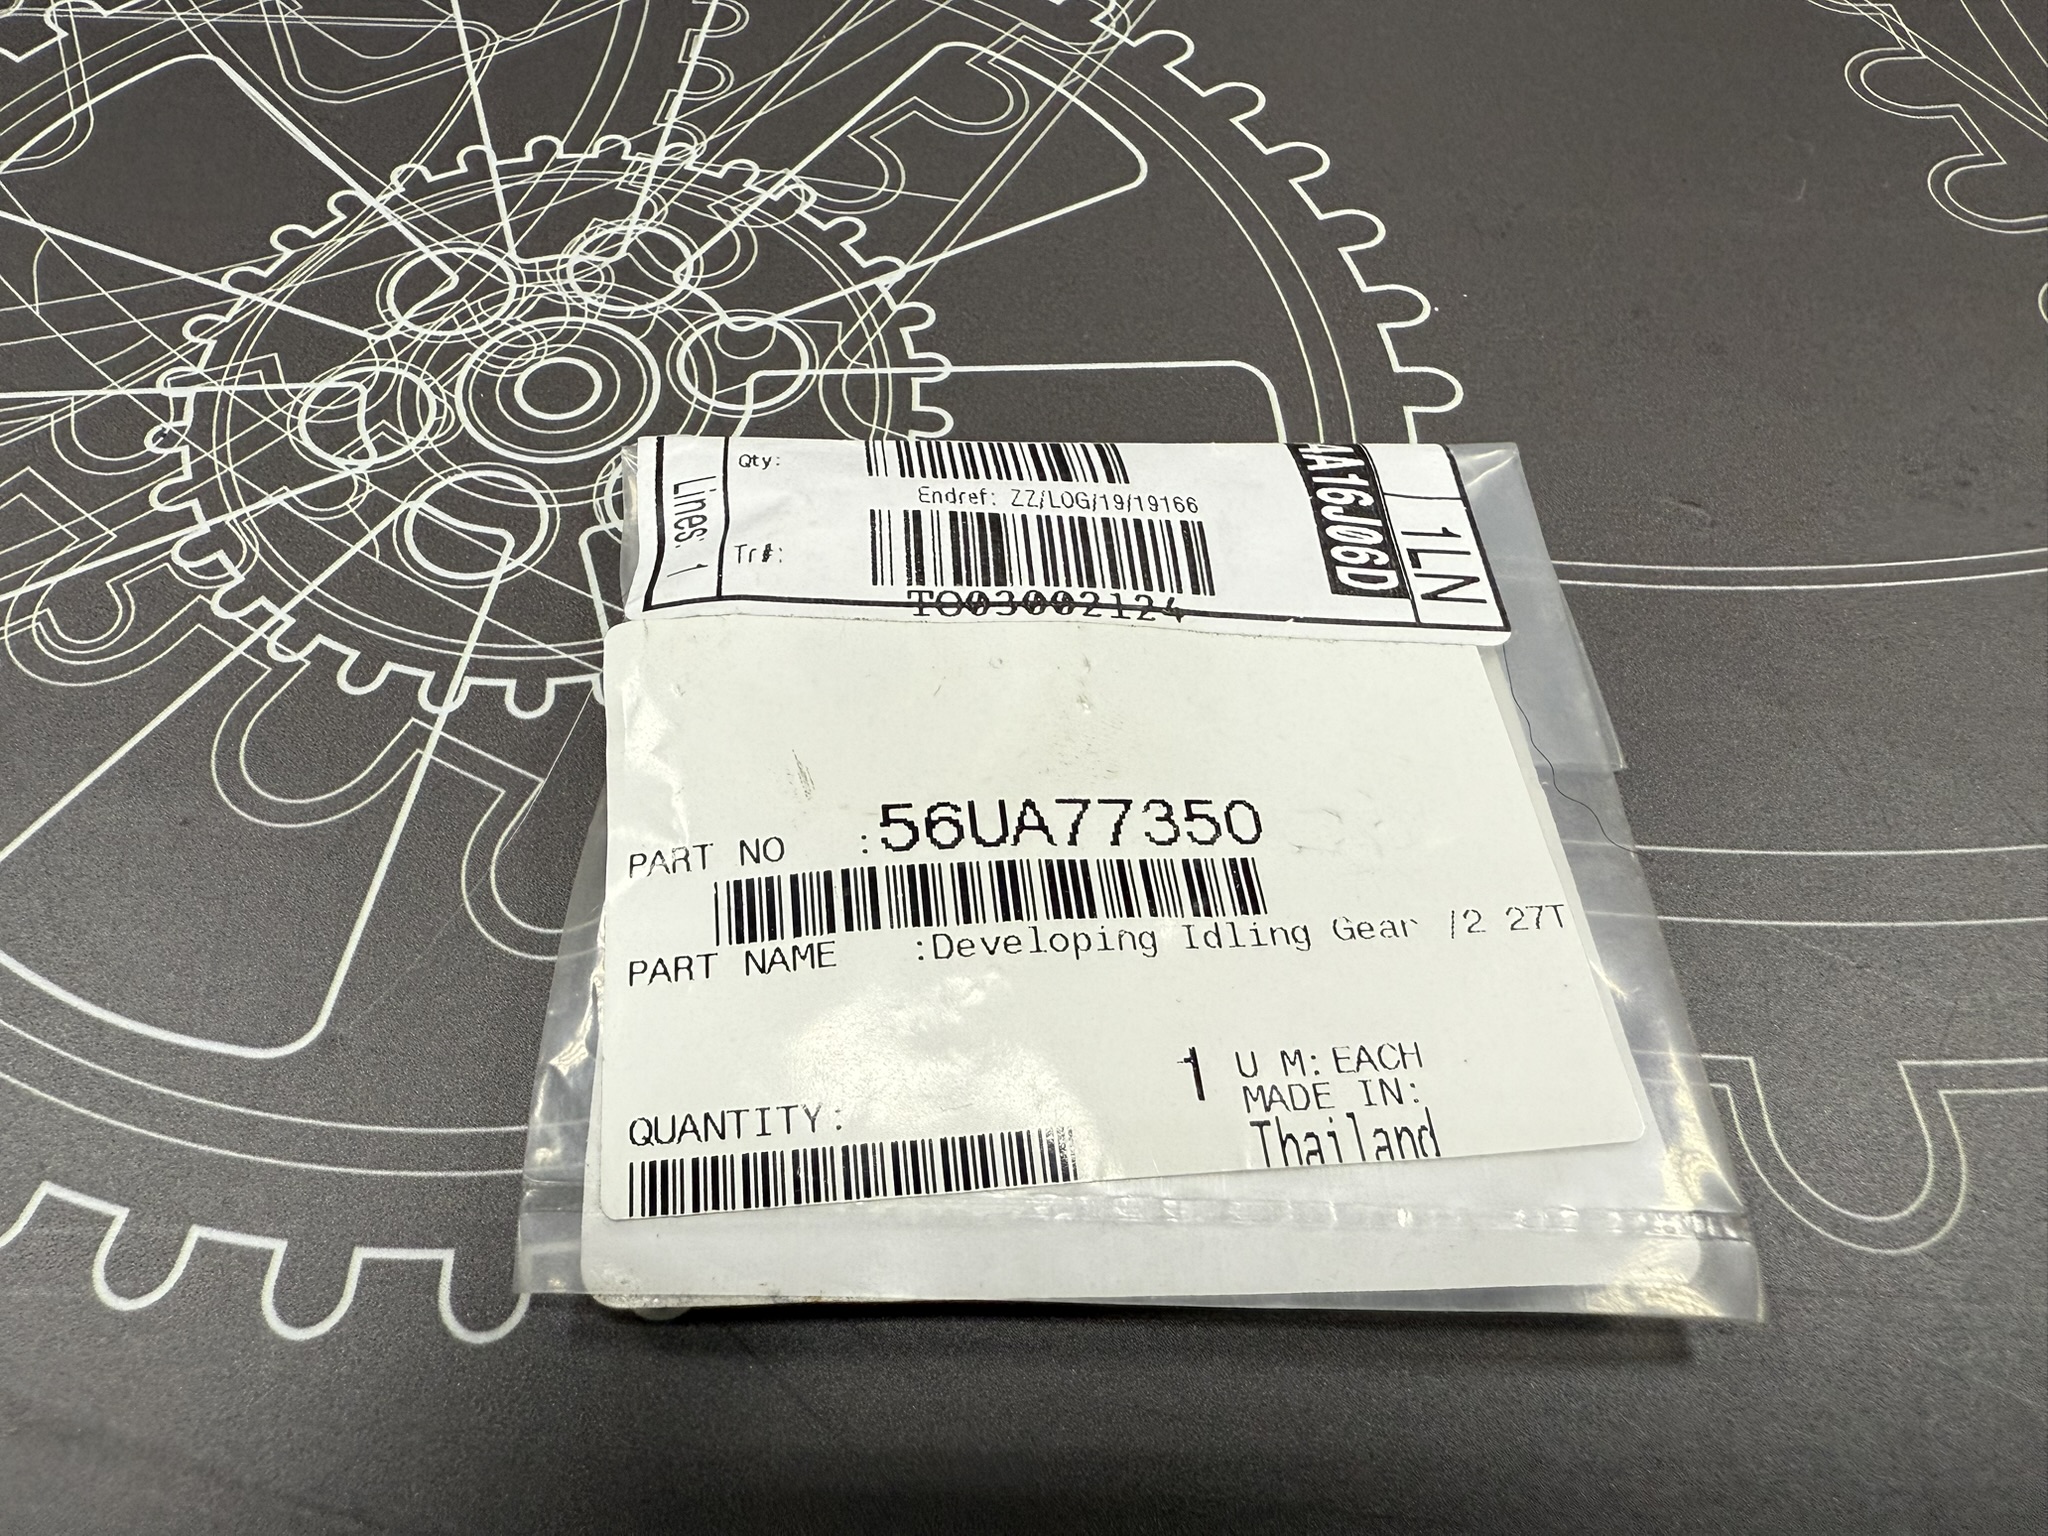 Qty:
Endref: ZZ/LOG/19/19166
Tr#:
TO03002124
Lines: 1
4A16J06D
1LN
PART NO :56UA77350
PART NAME :Developing Idling Gear /2 27T
QUANTITY: 1 U M: EACH
MADE IN:
Thailand